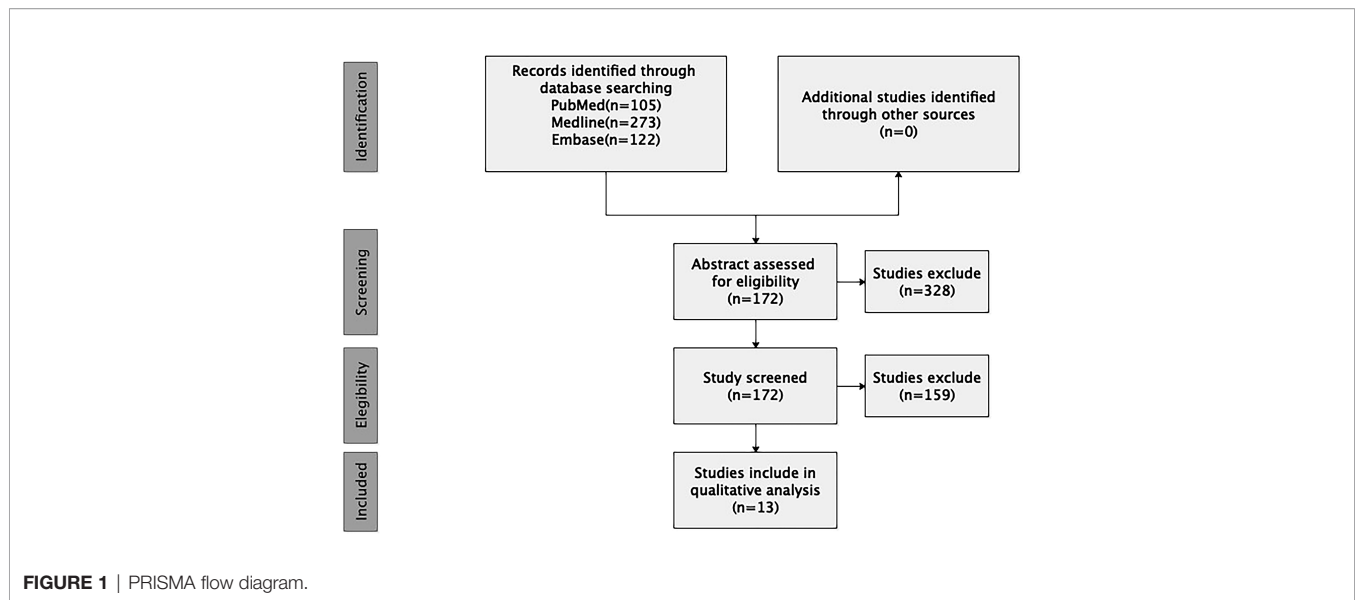 Identification
Records identified through
database searching
PubMed(n=105)
Medline(n=273)
Embase(n=122)
Additional studies identified
through other sources
(n=0)
Screening
Abstract assessed
for eligibility
(n=172)
Studies exclude
(n=328)
Elegibility
Study screened
(n=172)
Studies exclude
(n=159)
Included
Studies include in
qualitative analysis
(n=13)
FIGURE 1 | PRISMA flow diagram.